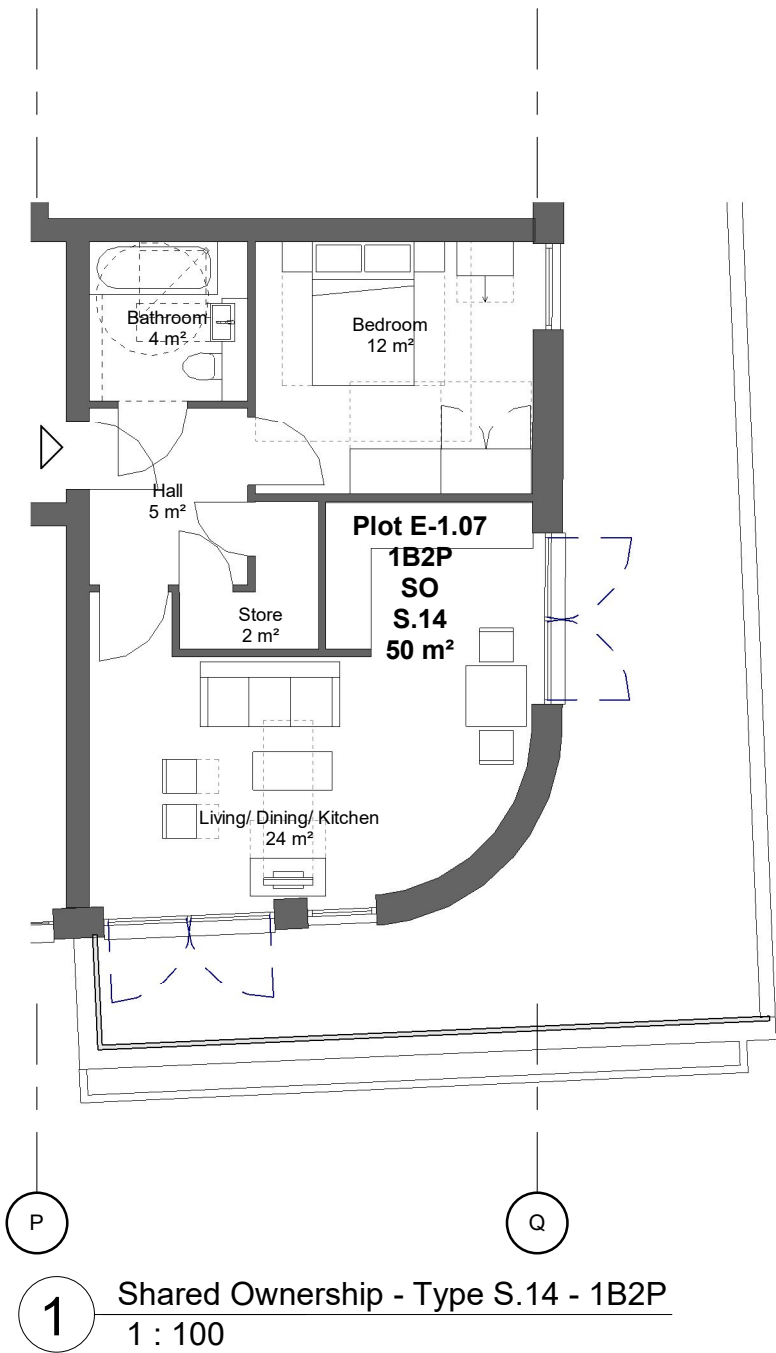 Bathroom
4 m²
Bedroom
12 m²
Hall
5 m²
Plot E-1.07
1B2P
SO
S.14
50 m²
Store
2 m²
Living/ Dining/ Kitchen
24 m²
P
Q
1
Shared Ownership - Type S.14 - 1B2P
1 : 100